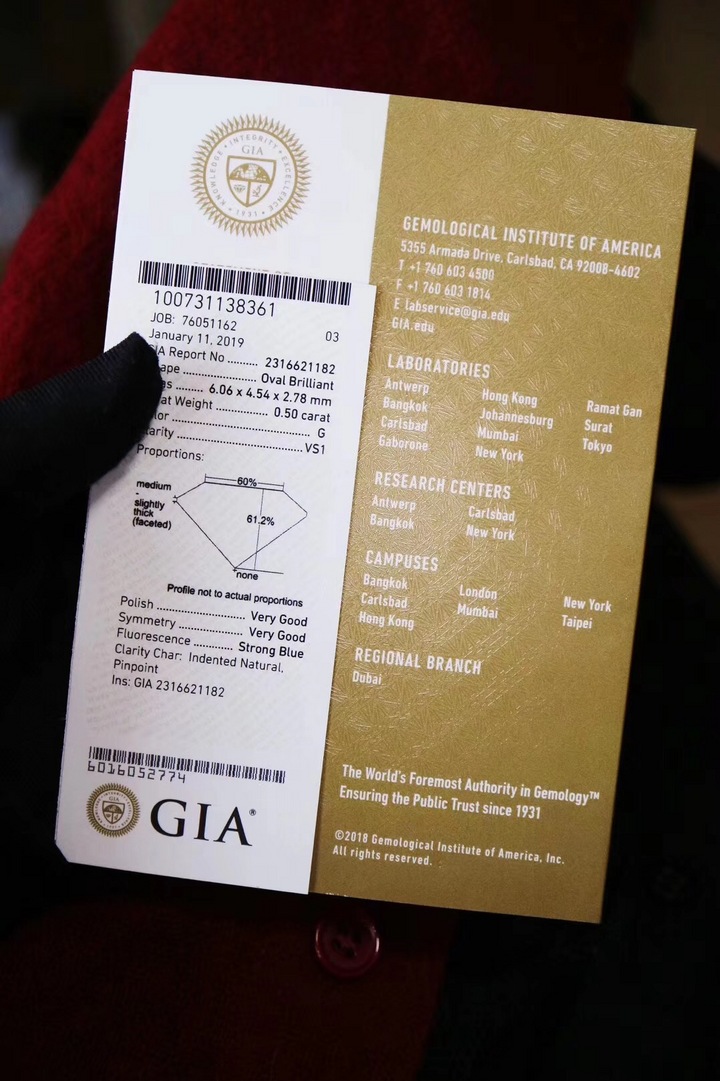 KNOWLEDGE • INTEGRITY • EXCELLENCE
GIA
1931
100731138361
JOB: 76051162
03
January 11, 2019
GIA Report No .......... 2316621182
ape .................. Oval Brilliant
as ....... 6.06 x 4.54 x 2.78 mm
at Weight .............. 0.50 carat
lor ........................................ G
arity .................................... VS1
Proportions:
60%
medium
-
slightly
thick
(faceted)
61.2%
none
Profile not to actual proportions
Polish ......................... Very Good
Symmetry .................. Very Good
Fluorescence ............. Strong Blue
Clarity Char: Indented Natural,
Pinpoint
Ins: GIA 2316621182
6016052774
GIA®
GEMOLOGICAL INSTITUTE OF AMERICA
5355 Armada Drive, Carlsbad, CA 92008-4602
T +1 760 603 4500
F +1 760 603 1814
E labservice@gia.edu
GIA.edu
LABORATORIES
Antwerp
Bangkok
Carlsbad
Gaborone
Hong Kong
Johannesburg
Mumbai
New York
Ramat Gan
Surat
Tokyo
RESEARCH CENTERS
Antwerp
Bangkok
Carlsbad
New York
CAMPUSES
Bangkok
Carlsbad
Hong Kong
London
Mumbai
New York
Taipei
REGIONAL BRANCH
Dubai
The World's Foremost Authority in Gemology™
Ensuring the Public Trust since 1931
©2018 Gemological Institute of America, Inc.
All rights reserved.